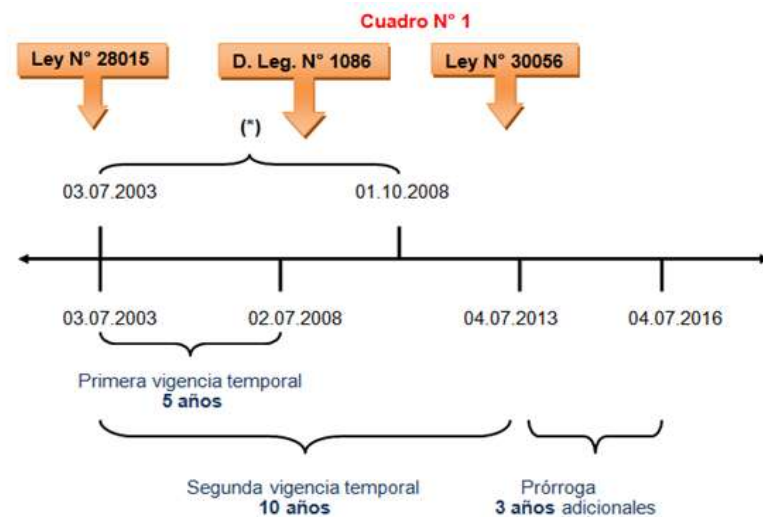 Cuadro N° 1
Ley N° 28015
D. Leg. N° 1086
Ley N° 30056
(*)
03.07.2003
01.10.2008
03.07.2003
02.07.2008
04.07.2013
04.07.2016
Primera vigencia temporal
5 años
Segunda vigencia temporal
10 años
Prórroga
3 años adicionales